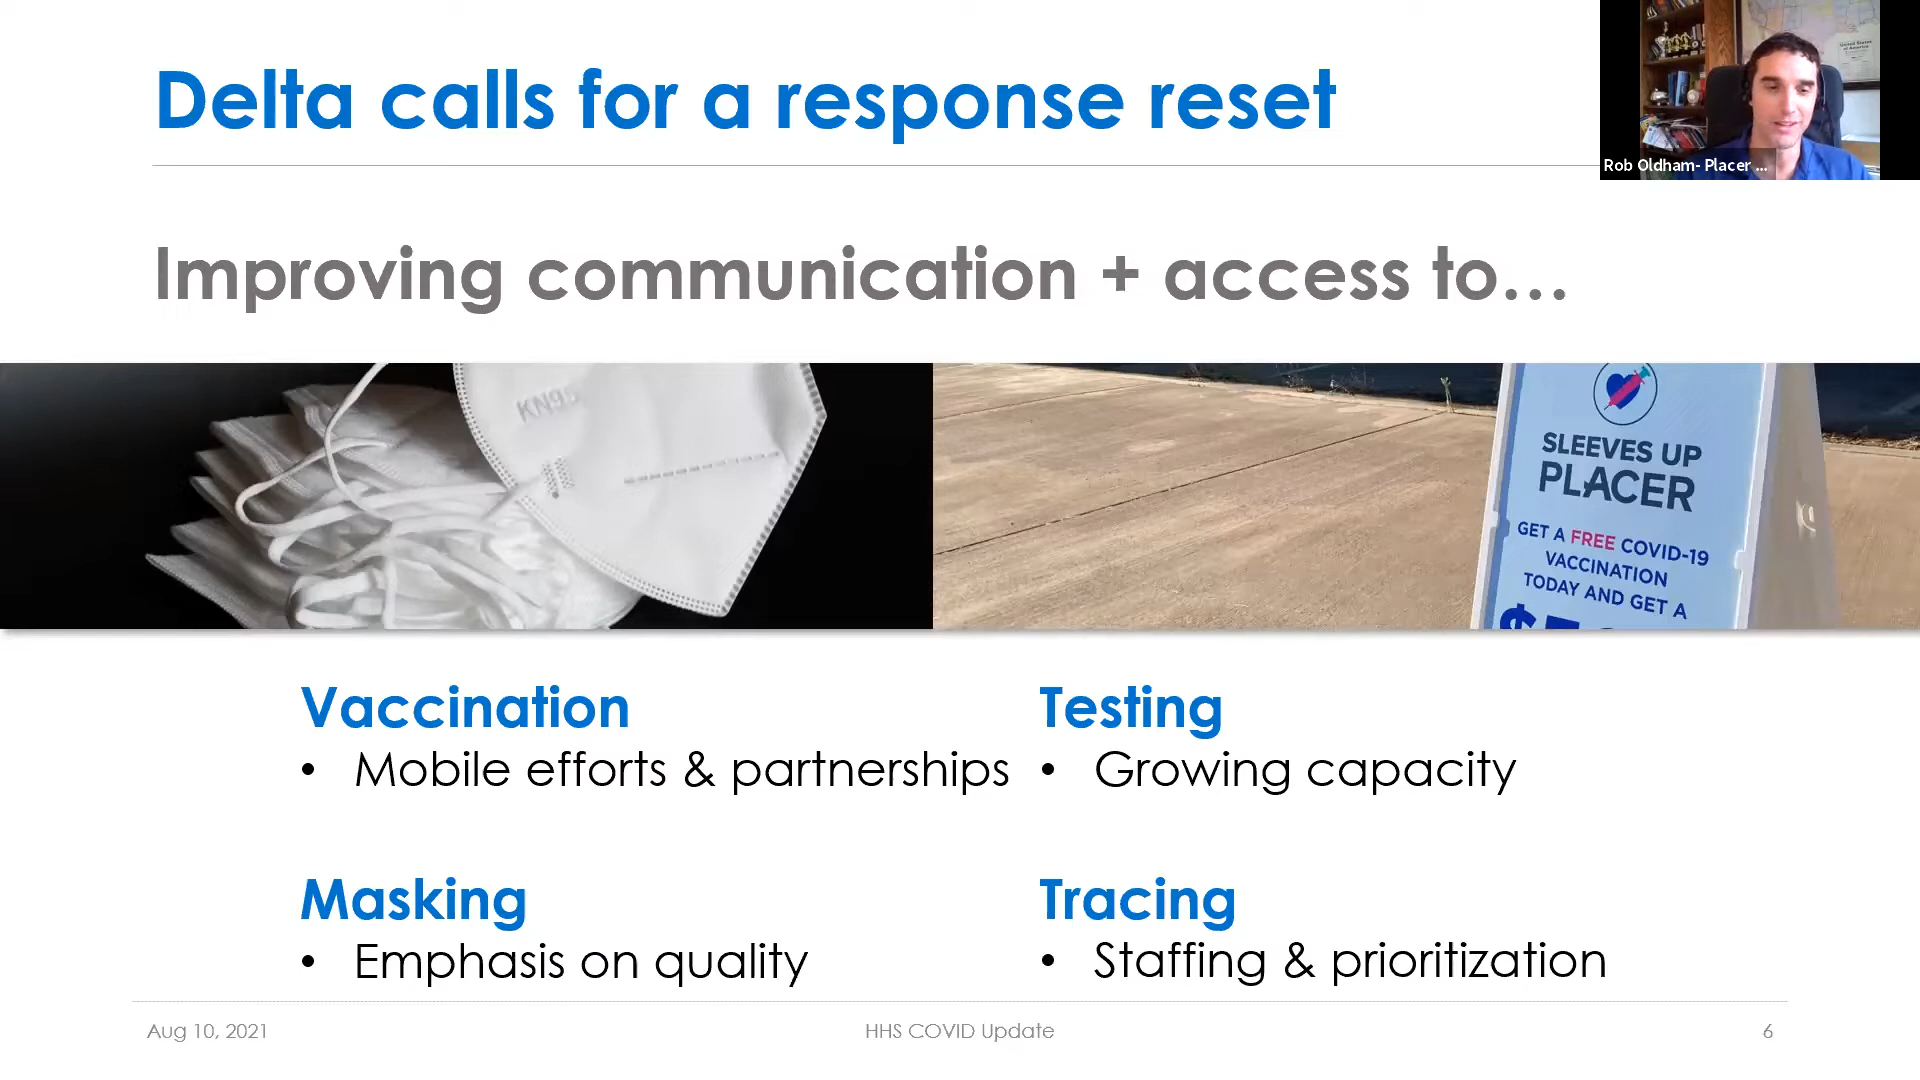 Delta calls for a response reset
Rob Oldham- Placer ...
Improving communication + access to…
KN95
SLEEVES UP
PLACER
GET A FREE COVID-19
VACCINATION
TODAY AND GET A
Vaccination
• Mobile efforts & partnerships
Testing
• Growing capacity
Masking
• Emphasis on quality
Tracing
• Staffing & prioritization
Aug 10, 2021
HHS COVID Update
6